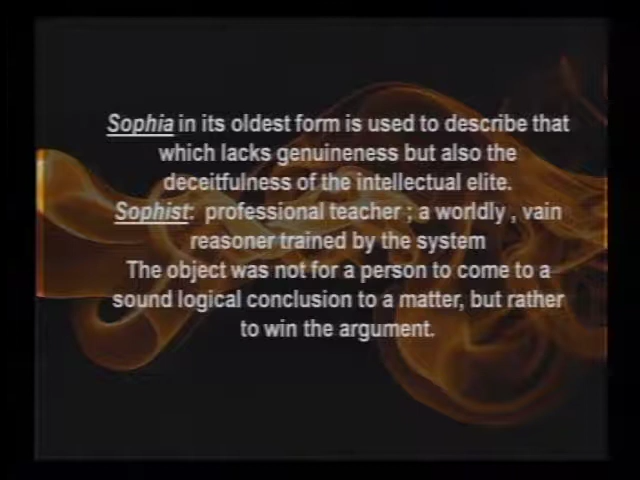 Sophia in its oldest form is used to describe that
which lacks genuineness but also the
deceitfulness of the intellectual elite.
Sophist: professional teacher ; a worldly , vain
reasoner trained by the system
The object was not for a person to come to a
sound logical conclusion to a matter, but rather
to win the argument.